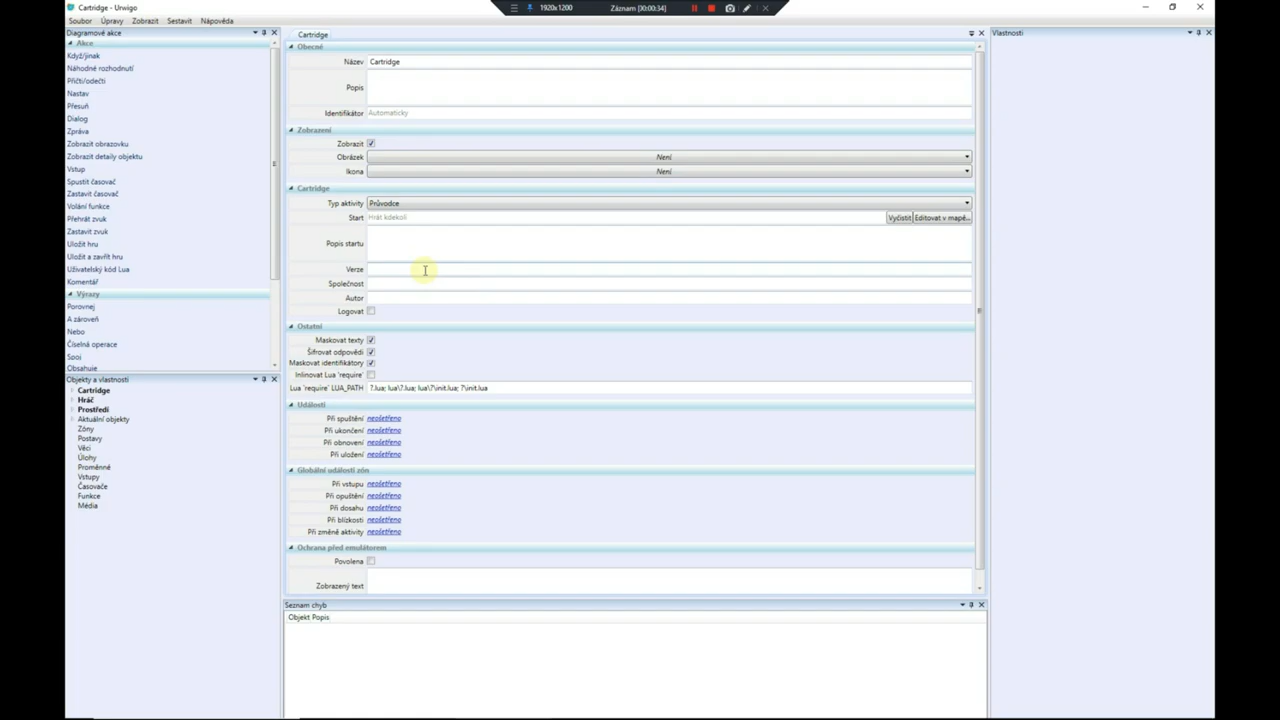 Cartridge - Urwigo
1920x1200 Záznam [00:00:34]
Soubor Úpravy Zobrazit Sestavit Nápověda
Diagramové akce
Akce
Když/jinak
Náhodné rozhodnutí
Přičti/odečti
Nastav
Přesuň
Dialog
Zpráva
Zobrazit obrazovku
Zobrazit detaily objektu
Vstup
Spustit časovač
Zastavit časovač
Volání funkce
Přehrát zvuk
Zastavit zvuk
Uložit hru
Uložit a zavřít hru
Uživatelský kód Lua
Komentář
Výrazy
Porovnej
A zároveň
Nebo
Číselná operace
Spoj
Obsahuje
Objekty a vlastnosti
Cartridge
Hráč
Prostředí
Aktuální objekty
Zóny
Postavy
Věci
Úlohy
Proměnné
Vstupy
Časovače
Funkce
Média
Cartridge
Obecné
Název Cartridge
Popis
Identifikátor Automaticky
Zobrazení
Zobrazit
Obrázek Není
Ikona Není
Cartridge
Typ aktivity Průvodce
Start Hrát kdekoli Vyčistit Editovat v mapě...
Popis startu
Verze
Společnost
Autor
Logovat
Ostatní
Maskovat texty
Šifrovat odpovědi
Maskovat identifikátory
Inlinovat Lua 'require'
Lua 'require' LUA_PATH ?.lua; lua\?.lua; lua\?\init.lua; ?\init.lua
Události
Při spuštění neošetřeno
Při ukončení neošetřeno
Při obnovení neošetřeno
Při uložení neošetřeno
Globální události zón
Při vstupu neošetřeno
Při opuštění neošetřeno
Při dosahu neošetřeno
Při blízkosti neošetřeno
Při změně aktivity neošetřeno
Ochrana před emulátorem
Povolena
Zobrazený text
Seznam chyb
Objekt Popis
Vlastnosti